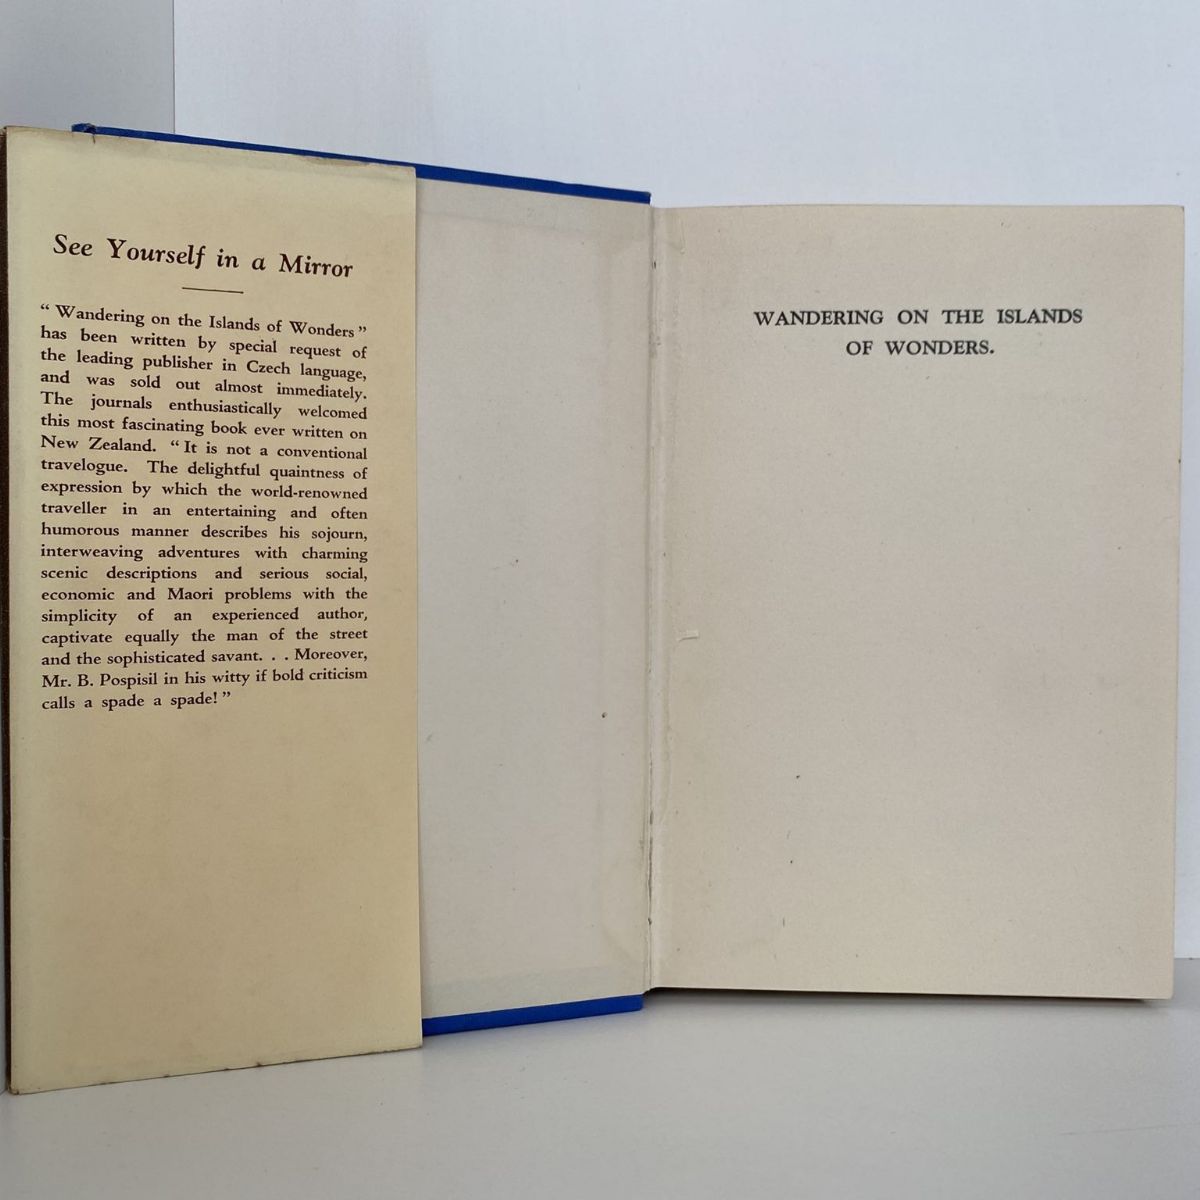 See Yourself in a Mirror
“ Wandering on the Islands of Wonders ”
has been written by special request of
the leading publisher in Czech language,
and was sold out almost immediately.
The journals enthusiastically welcomed
this most fascinating book ever written on
New Zealand. “ It is not a conventional
travelogue. The delightful quaintness of
expression by which the world-renowned
traveller in an entertaining and often
humorous manner describes his sojourn,
interweaving adventures with charming
scenic descriptions and serious social,
economic and Maori problems with the
simplicity of an experienced author,
captivate equally the man of the street
and the sophisticated savant. . . Moreover,
Mr. B. Pospisil in his witty if bold criticism
calls a spade a spade! ”
WANDERING ON THE ISLANDS
OF WONDERS.